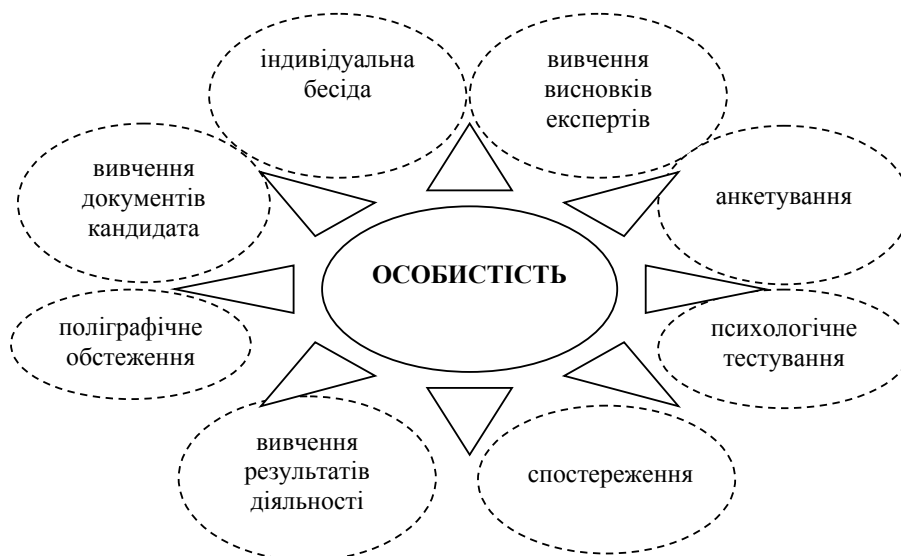 індивідуальна
бесіда
вивчення
висновків
експертів
вивчення
документів
кандидата
анкетування
ОСОБИСТІСТЬ
поліграфічне
обстеження
психологічне
тестування
вивчення
результатів
діяльності
спостереження